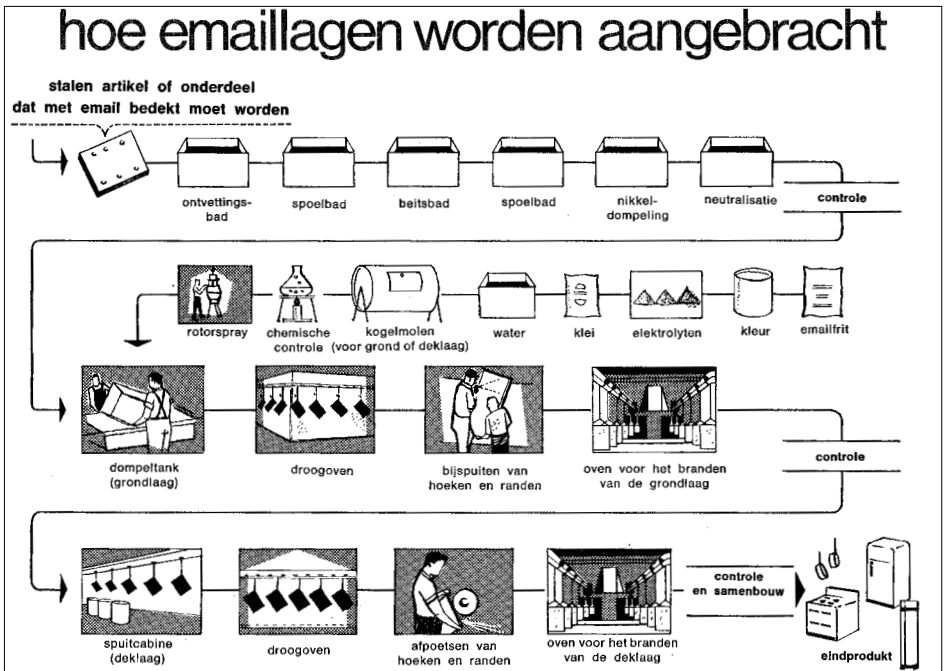 hoe emaillagen worden aangebracht
stalen artikel of onderdeel
dat met email bedekt moet worden
ontvettings-
bad
spoelbad
beitsbad
spoelbad
nikkel-
dompeling
neutralisatie
controle
rotorspray
chemische
controle
kogelmolen
(voor grond of deklaag)
water
klei
elektrolyten
kleur
emailfrit
dompeltank
(grondlaag)
droogoven
bijspuiten van
hoeken en randen
oven voor het branden
van de grondlaag
controle
spuitcabine
(deklaag)
droogoven
afpoetsen van
hoeken en randen
oven voor het branden
van de deklaag
controle
en samenbouw
eindprodukt